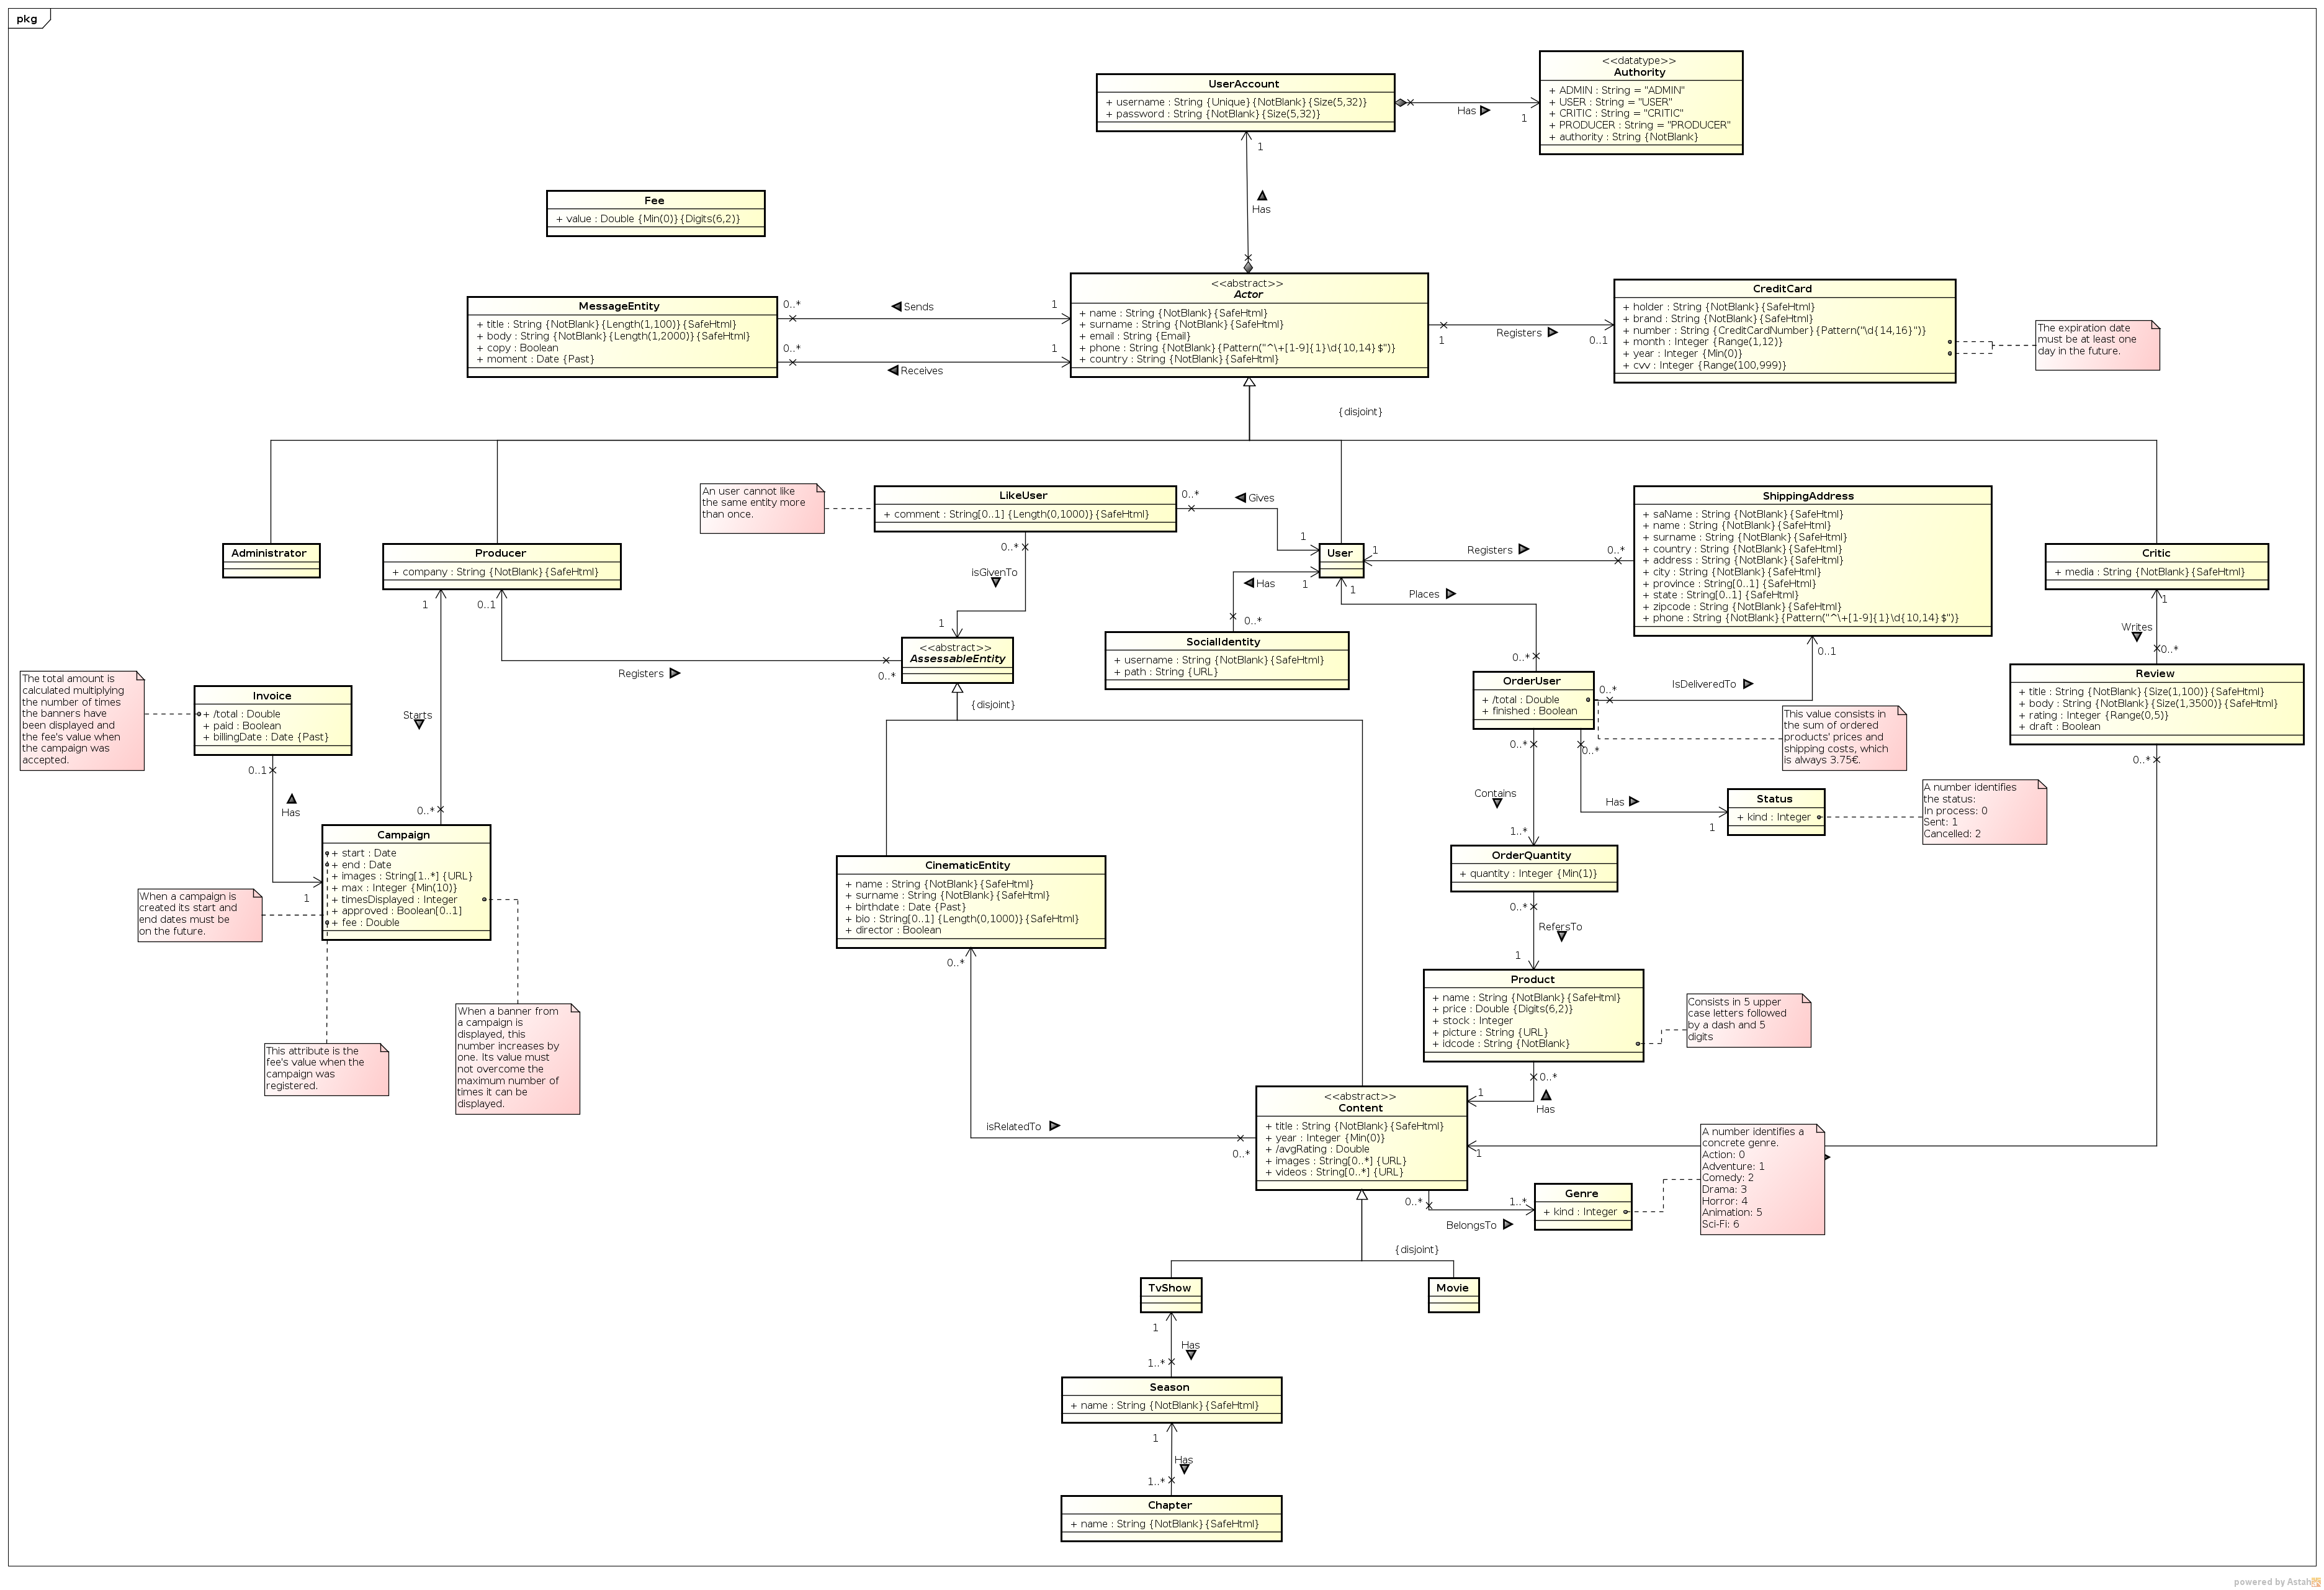 pkg
UserAccount
+ username : String {Unique}{NotBlank}{Size(5,32)}
+ password : String {NotBlank}{Size(5,32)}
Has
1
<<datatype>>
Authority
+ ADMIN : String = "ADMIN"
+ USER : String = "USER"
+ CRITIC : String = "CRITIC"
+ PRODUCER : String = "PRODUCER"
+ authority : String {NotBlank}
1
Has
Fee
+ value : Double {Min(0)}{Digits(6,2)}
MessageEntity
+ title : String {NotBlank}{Length(1,100)}{SafeHtml}
+ body : String {NotBlank}{Length(1,2000)}{SafeHtml}
+ copy : Boolean
+ moment : Date {Past}
0..*
Sends
1
0..*
Receives
1
<<abstract>>
Actor
+ name : String {NotBlank}{SafeHtml}
+ surname : String {NotBlank}{SafeHtml}
+ email : String {Email}
+ phone : String {NotBlank}{Pattern("^\+[1-9]{1}\d{10,14}$")}
+ country : String {NotBlank}{SafeHtml}
1
Registers
0..1
CreditCard
+ holder : String {NotBlank}{SafeHtml}
+ brand : String {NotBlank}{SafeHtml}
+ number : String {CreditCardNumber}{Pattern("\d{14,16}")}
+ month : Integer {Range(1,12)}
+ year : Integer {Min(0)}
+ cvv : Integer {Range(100,999)}
The expiration date
must be at least one
day in the future.
{disjoint}
Administrator
Producer
+ company : String {NotBlank}{SafeHtml}
An user cannot like
the same entity more
than once.
LikeUser
+ comment : String[0..1] {Length(0,1000)}{SafeHtml}
0..*
Gives
1
User
1
Registers
0..*
ShippingAddress
+ saName : String {NotBlank}{SafeHtml}
+ name : String {NotBlank}{SafeHtml}
+ surname : String {NotBlank}{SafeHtml}
+ country : String {NotBlank}{SafeHtml}
+ address : String {NotBlank}{SafeHtml}
+ city : String {NotBlank}{SafeHtml}
+ province : String[0..1] {SafeHtml}
+ state : String[0..1] {SafeHtml}
+ zipcode : String {NotBlank}{SafeHtml}
+ phone : String {NotBlank}{Pattern("^\+[1-9]{1}\d{10,14}$")}
Critic
+ media : String {NotBlank}{SafeHtml}
0..*
isGivenTo
1
Has
1
0..*
1
Places
0..*
1
0..1
Registers
0..*
<<abstract>>
AssessableEntity
{disjoint}
SocialIdentity
+ username : String {NotBlank}{SafeHtml}
+ path : String {URL}
OrderUser
+ /total : Double
+ finished : Boolean
0..*
IsDeliveredTo
0..1
This value consists in
the sum of ordered
products' prices and
shipping costs, which
is always 3.75€.
1
Writes
0..*
Review
+ title : String {NotBlank}{Size(1,100)}{SafeHtml}
+ body : String {NotBlank}{Size(1,3500)}{SafeHtml}
+ rating : Integer {Range(0,5)}
+ draft : Boolean
0..*
The total amount is
calculated multiplying
the number of times
the banners have
been displayed and
the fee's value when
the campaign was
accepted.
Invoice
+ /total : Double
+ paid : Boolean
+ billingDate : Date {Past}
0..1
Has
1
Starts
0..*
Campaign
+ start : Date
+ end : Date
+ images : String[1..*] {URL}
+ max : Integer {Min(10)}
+ timesDisplayed : Integer
+ approved : Boolean[0..1]
+ fee : Double
When a campaign is
created its start and
end dates must be
on the future.
This attribute is the
fee's value when the
campaign was
registered.
When a banner from
a campaign is
displayed, this
number increases by
one. Its value must
not overcome the
maximum number of
times it can be
displayed.
0..*
Contains
1..*
0..*
Has
1
Status
+ kind : Integer
A number identifies
the status:
In process: 0
Sent: 1
Cancelled: 2
CinematicEntity
+ name : String {NotBlank}{SafeHtml}
+ surname : String {NotBlank}{SafeHtml}
+ birthdate : Date {Past}
+ bio : String[0..1] {Length(0,1000)}{SafeHtml}
+ director : Boolean
0..*
isRelatedTo
0..*
OrderQuantity
+ quantity : Integer {Min(1)}
0..*
RefersTo
1
Product
+ name : String {NotBlank}{SafeHtml}
+ price : Double {Digits(6,2)}
+ stock : Integer
+ picture : String {URL}
+ idcode : String {NotBlank}
Consists in 5 upper
case letters followed
by a dash and 5
digits
0..*
Has
1
<<abstract>>
Content
+ title : String {NotBlank}{SafeHtml}
+ year : Integer {Min(0)}
+ /avgRating : Double
+ images : String[0..*] {URL}
+ videos : String[0..*] {URL}
1
0..*
BelongsTo
1..*
Genre
+ kind : Integer
A number identifies a
concrete genre.
Action: 0
Adventure: 1
Comedy: 2
Drama: 3
Horror: 4
Animation: 5
Sci-Fi: 6
{disjoint}
TvShow
Movie
1
Has
1..*
Season
+ name : String {NotBlank}{SafeHtml}
1
Has
1..*
Chapter
+ name : String {NotBlank}{SafeHtml}
powered by Astah